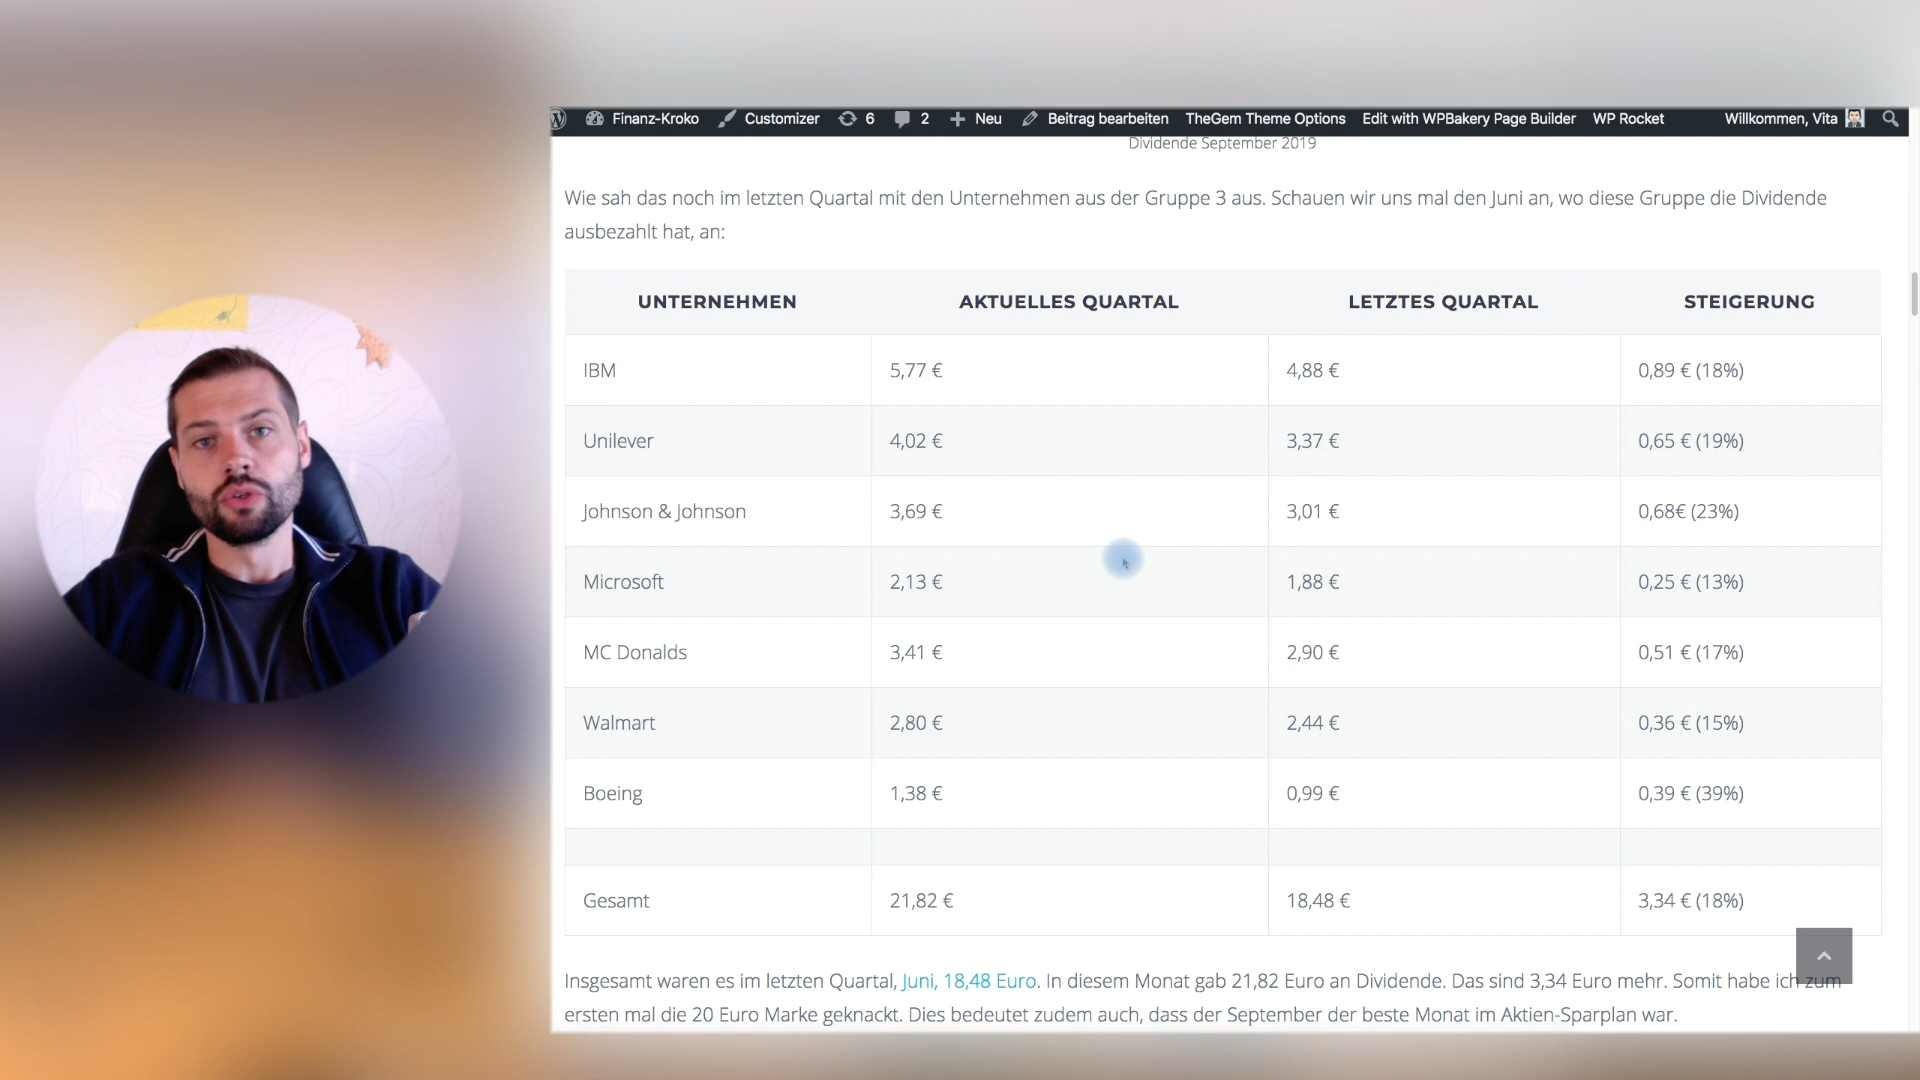 Finanz-Kroko Customizer 6 2 Neu Beitrag bearbeiten TheGem Theme Options Edit with WPBakery Page Builder WP Rocket Willkommen, Vita
Dividende September 2019
Wie sah das noch im letzten Quartal mit den Unternehmen aus der Gruppe 3 aus. Schauen wir uns mal den Juni an, wo diese Gruppe die Dividende
ausbezahlt hat, an:
UNTERNEHMEN AKTUELLES QUARTAL LETZTES QUARTAL STEIGERUNG
IBM 5,77 € 4,88 € 0,89 € (18%)
Unilever 4,02 € 3,37 € 0,65 € (19%)
Johnson & Johnson 3,69 € 3,01 € 0,68€ (23%)
Microsoft 2,13 € 1,88 € 0,25 € (13%)
MC Donalds 3,41 € 2,90 € 0,51 € (17%)
Walmart 2,80 € 2,44 € 0,36 € (15%)
Boeing 1,38 € 0,99 € 0,39 € (39%)
Gesamt 21,82 € 18,48 € 3,34 € (18%)
Insgesamt waren es im letzten Quartal, Juni, 18,48 Euro. In diesem Monat gab 21,82 Euro an Dividende. Das sind 3,34 Euro mehr. Somit habe ich zum
ersten mal die 20 Euro Marke geknackt. Dies bedeutet zudem auch, dass der September der beste Monat im Aktien-Sparplan war.